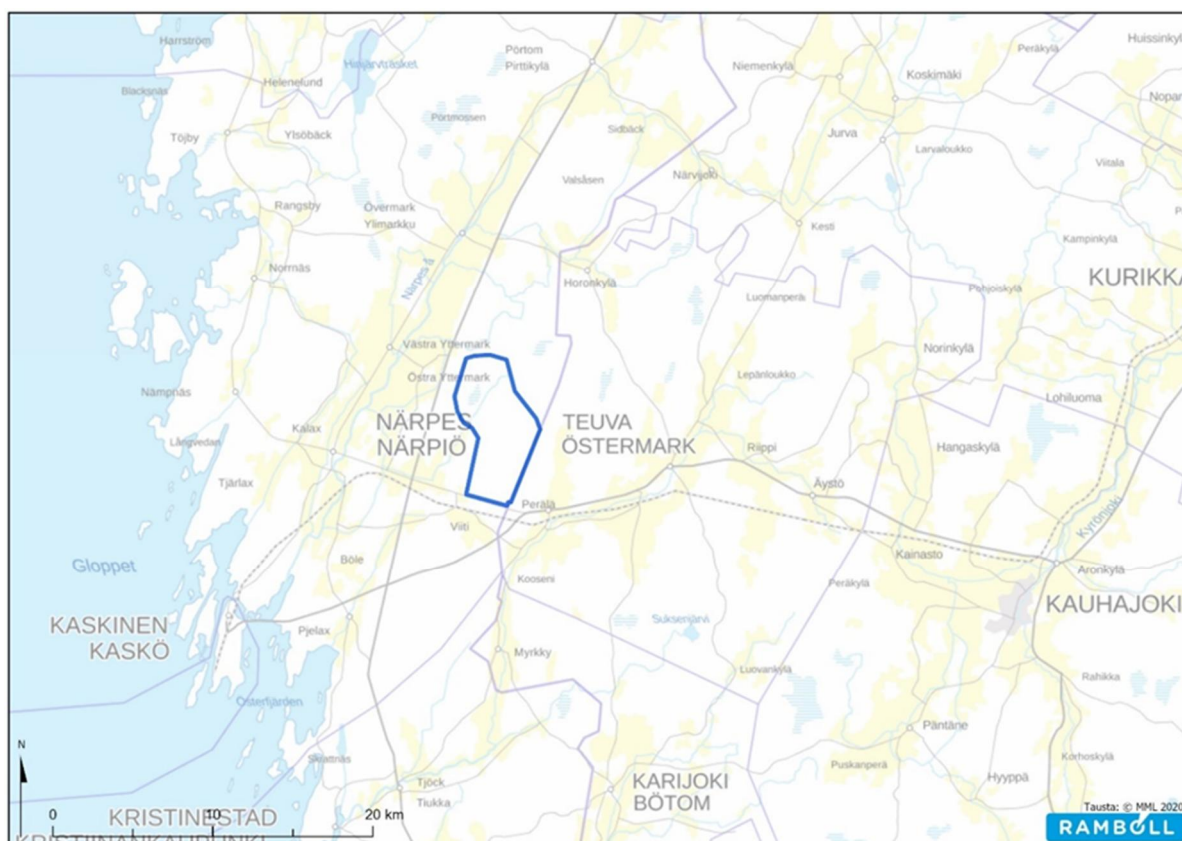 Harrström
Pörtom
Pirttikylä
Huissinkyl
Peräkylä
Niemenkylä
Koskimäki
Helenelund
Blacksnäs
Nopar
Portmossen
Sidbäck
Jurva
Larvaloukko
Töjby
Ylsöbäck
Viitala
Närvijoki
Valsåsen
Rangsby
Övermark
Ylimarkku
Kesti
Kampinkylä
Norrnäs
Närpes å
Horonkylä
KURIKKA
Pohjoiskylä
Luomanperä
Västra Yttermark
Norinkylä
Östra Yttermark
Lepänloukko
Nämpnäs
Lohiluoma
NÄRPES
NÄRPIÖ
TEUVA
ÖSTERMARK
Kalax
Långvedan
Riippi
Hangaskylä
Tjärlax
Äystö
Perälä
Kyrönjoki
Viiti
Kainasto
Böle
Gloppet
Aronkylä
Kooseni
Peräkylä
KAUHAJOKI
KASKINEN
KASKÖ
Pjelax
Suksenjärvi
Myrkky
Luovankylä
Rahikka
Österfjärden
Päntäne
Skaftnäs
Puskanperä
Korhoskylä
Tjöck
Tiukka
KARIJOKI
BÖTOM
Hyyppä
N
0 10 20 km
KRISTINESTAD
KRISTIINANKAUPUNKI
Tausta: © MML 2020
RAMBOLL